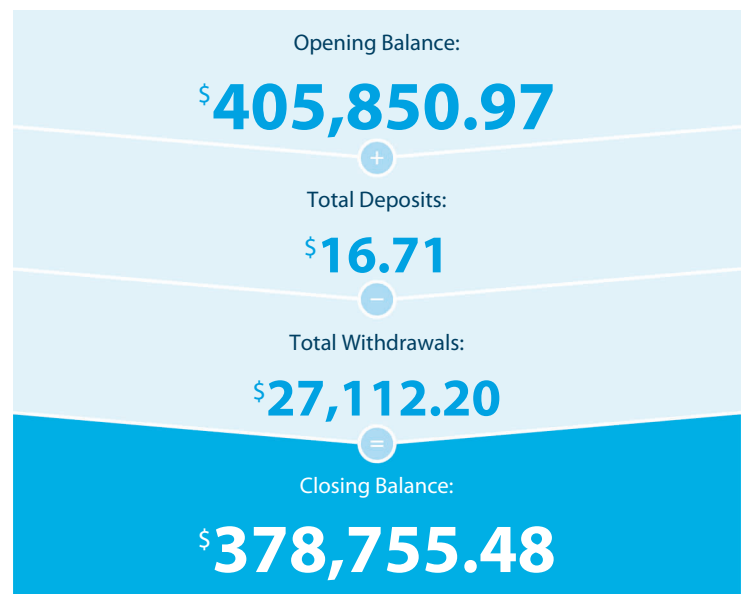 Opening Balance:
$405,850.97
+
Total Deposits:
$16.71
−
Total Withdrawals:
$27,112.20
=
Closing Balance:
$378,755.48